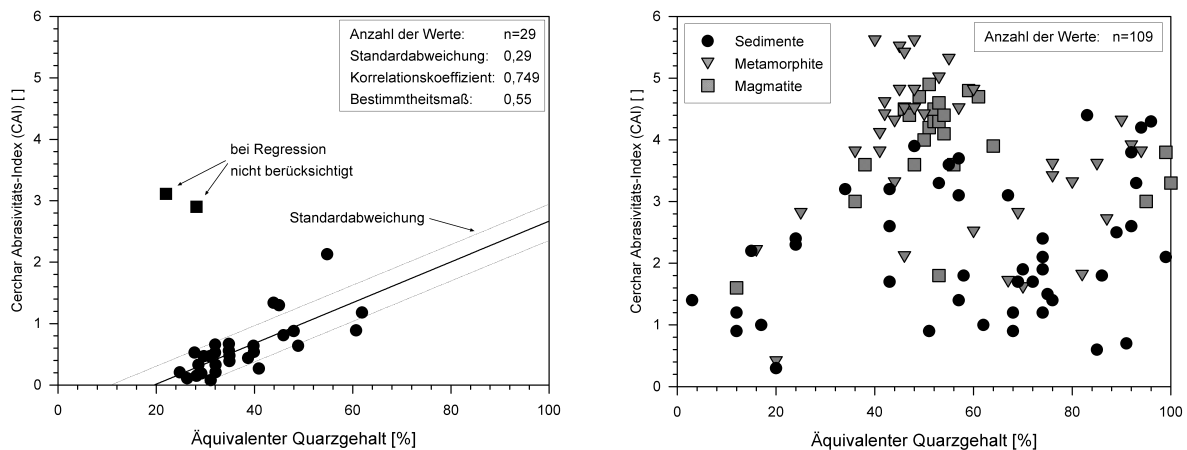 6
5
4
3
2
1
0
Cerchar Abrasivitäts-Index (CAI) [ ]
Anzahl der Werte: n=29
Standardabweichung: 0,29
Korrelationskoeffizient: 0,749
Bestimmtheitsmaß: 0,55
bei Regression
nicht berücksichtigt
Standardabweichung
0 20 40 60 80 100
Äquivalenter Quarzgehalt [%]
6
5
4
3
2
1
0
Cerchar Abrasivitäts-Index (CAI) [ ]
Sedimente
Metamorphite
Magmatite
Anzahl der Werte: n=109
0 20 40 60 80 100
Äquivalenter Quarzgehalt [%]